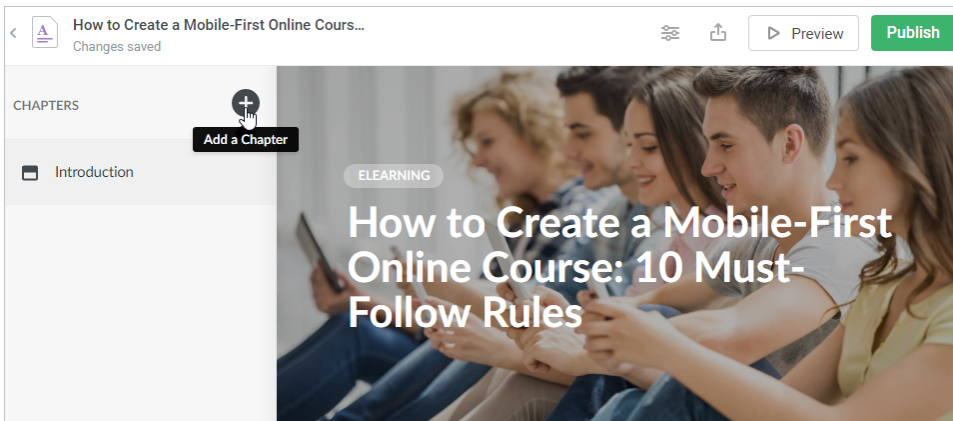 A
How to Create a Mobile-First Online Cours...
Changes saved
Preview
Publish
CHAPTERS
Add a Chapter
Introduction
ELEARNING
How to Create a Mobile-First
Online Course: 10 Must-
Follow Rules